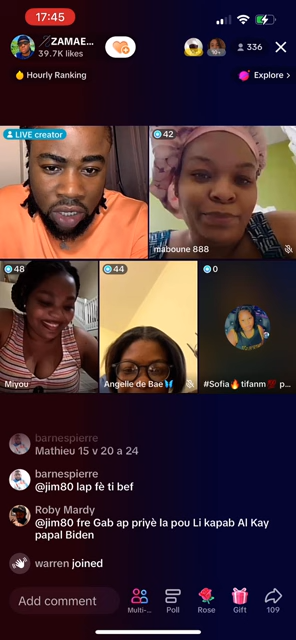 17:45
ZAMAE...
39.7K likes
10+
336
Hourly Ranking
Explore >
LIVE creator
42
maboune 888
48
44
0
Miyou
Angelle de Bae🦋
#Sofia🔥tifanm💯 p...
barnespierre
Mathieu 15 v 20 a 24
barnespierre
@jim80 lap fè ti bef
Roby Mardy
@jim80 fre Gab ap priyè la pou Li kapab Al Kay
papal Biden
warren joined
Add comment
Multi-...
Poll
Rose
Gift
109